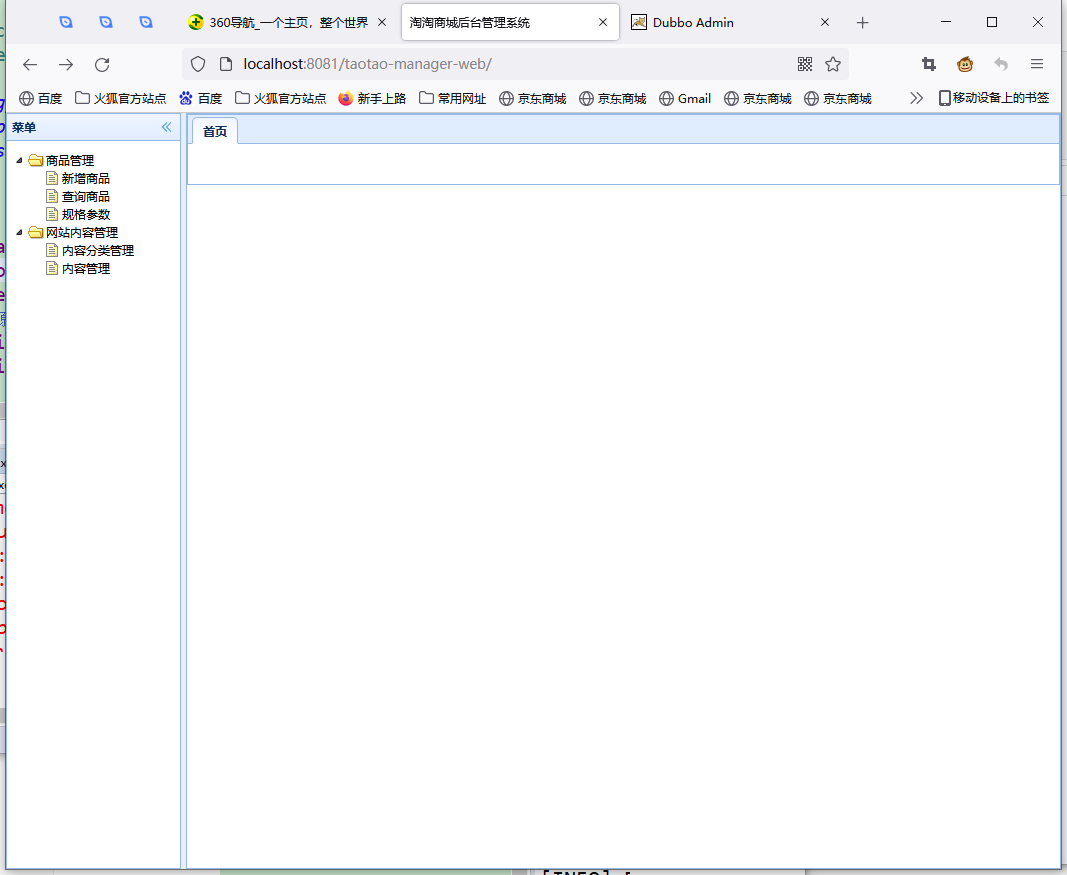 360导航_一个主页，整个世界
淘淘商城后台管理系统
Dubbo Admin
localhost:8081/taotao-manager-web/
百度 火狐官方站点 百度 火狐官方站点 新手上路 常用网址 京东商城 京东商城 Gmail 京东商城 京东商城 移动设备上的书签
菜单
首页
商品管理
新增商品
查询商品
规格参数
网站内容管理
内容分类管理
内容管理